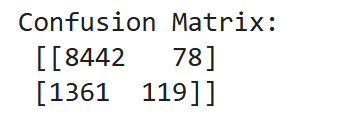 Confusion Matrix:
[[8442 78]
[1361 119]]